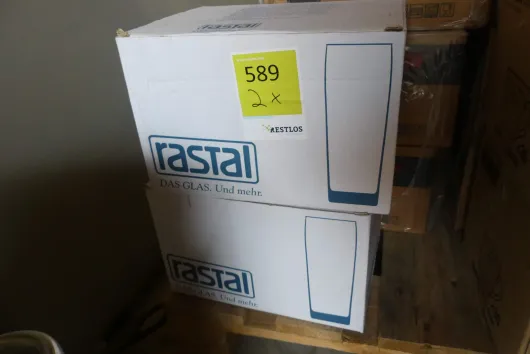 589
2x
RESTLOS
rastal
DAS GLAS. Und mehr.
rastal
DAS GLAS. Und mehr.